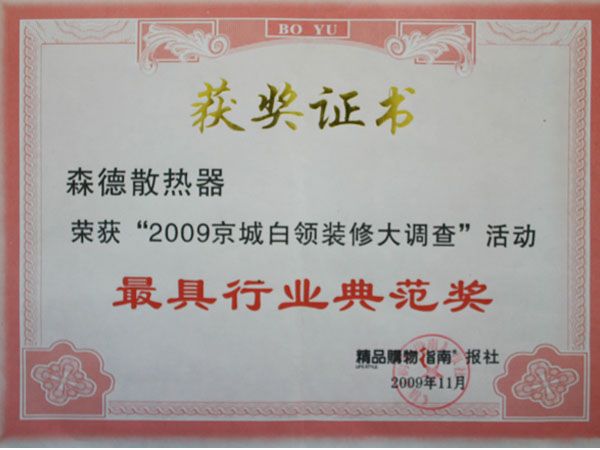 BO YU
获奖证书
森德散热器
荣获“2009京城白领装修大调查”活动
最具行业典范奖
精品購物指南®报社
LIFESTYLE
2009年11月